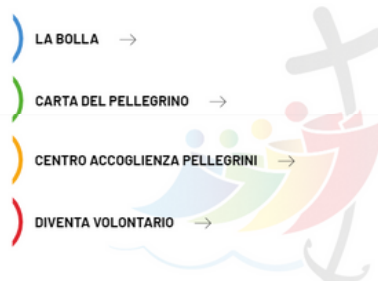 LA BOLLA →
CARTA DEL PELLEGRINO →
CENTRO ACCOGLIENZA PELLEGRINI →
DIVENTA VOLONTARIO →